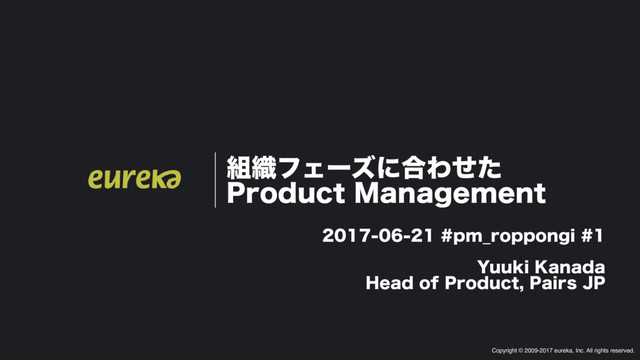 eureka
組織フェーズに合わせた
Product Management
2017-06-21 #pm_roppongi #1
Yuuki Kanada
Head of Product, Pairs JP
Copyright © 2009-2017 eureka, Inc. All rights reserved.